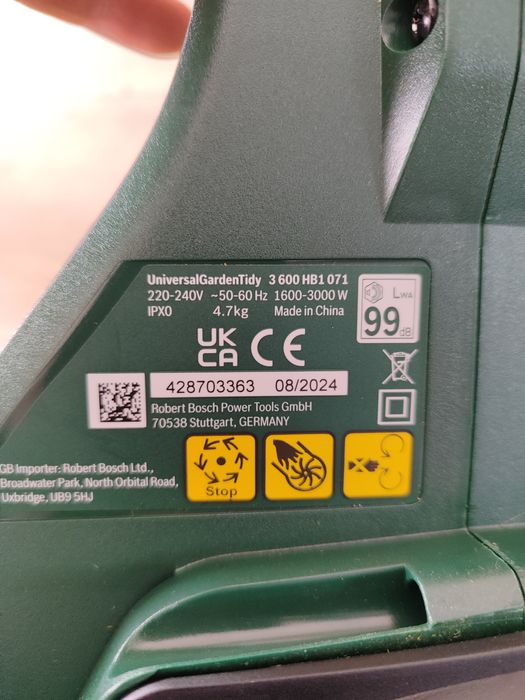 UniversalGardenTidy 3 600 HB1 071
220-240V ~50-60 Hz 1600-3000 W
IPX0 4.7kg Made in China
LWA
99 dB
UK
CA CE
428703363 08/2024
Robert Bosch Power Tools GmbH
70538 Stuttgart, GERMANY
GB Importer: Robert Bosch Ltd.,
Broadwater Park, North Orbital Road,
Uxbridge, UB9 5HJ
Stop